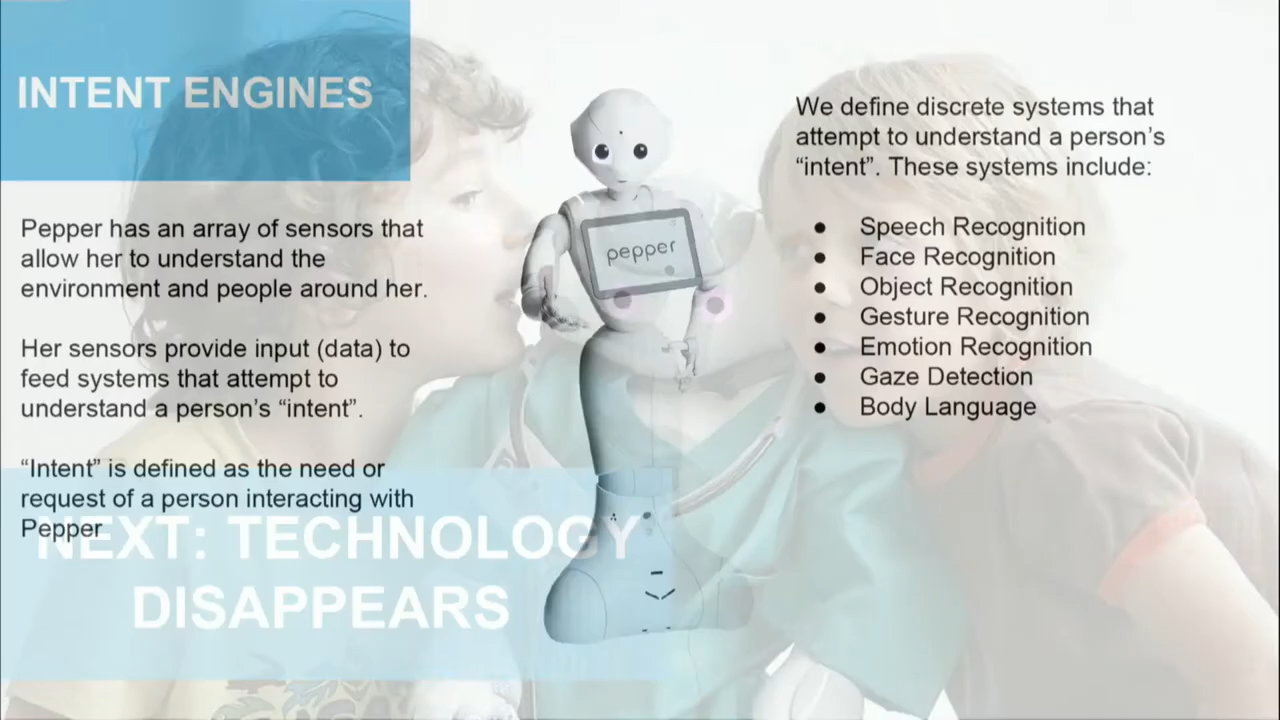 INTENT ENGINES
Pepper has an array of sensors that
allow her to understand the
environment and people around her.
Her sensors provide input (data) to
feed systems that attempt to
understand a person’s “intent”.
“Intent” is defined as the need or
request of a person interacting with
Pepper
NEXT: TECHNOLOGY
DISAPPEARS
pepper
We define discrete systems that
attempt to understand a person’s
“intent”. These systems include:
● Speech Recognition
● Face Recognition
● Object Recognition
● Gesture Recognition
● Emotion Recognition
● Gaze Detection
● Body Language